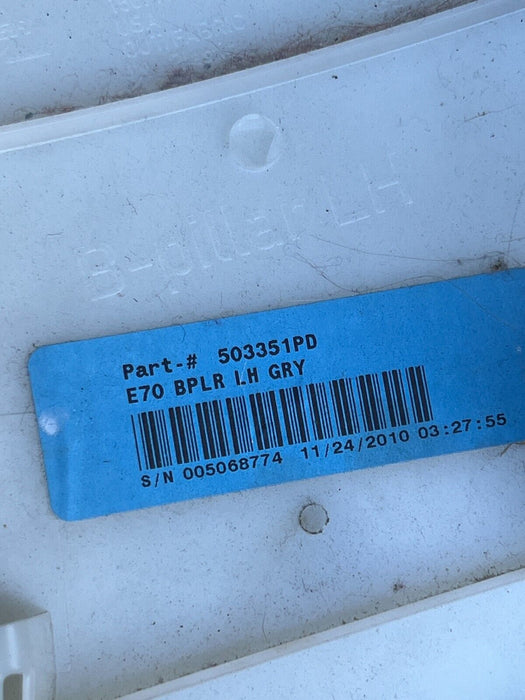 B-pillar LH
Part-# 503351PD
E70 BPLR LH GRY
S/N 005068774 11/24/2010 03:27:55